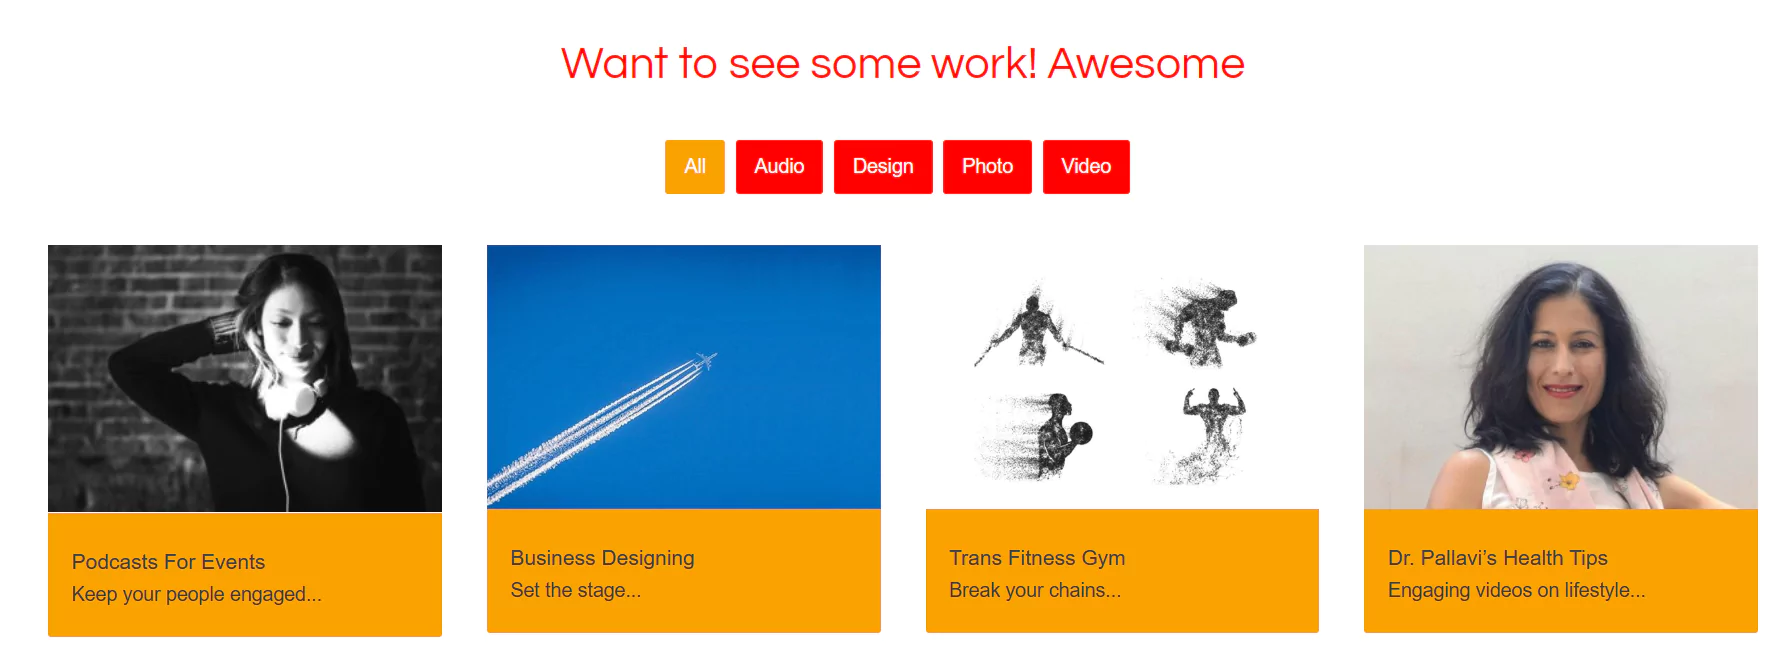 Want to see some work! Awesome
All Audio Design Photo Video
Podcasts For Events
Keep your people engaged...
Business Designing
Set the stage...
Trans Fitness Gym
Break your chains...
Dr. Pallavi’s Health Tips
Engaging videos on lifestyle...